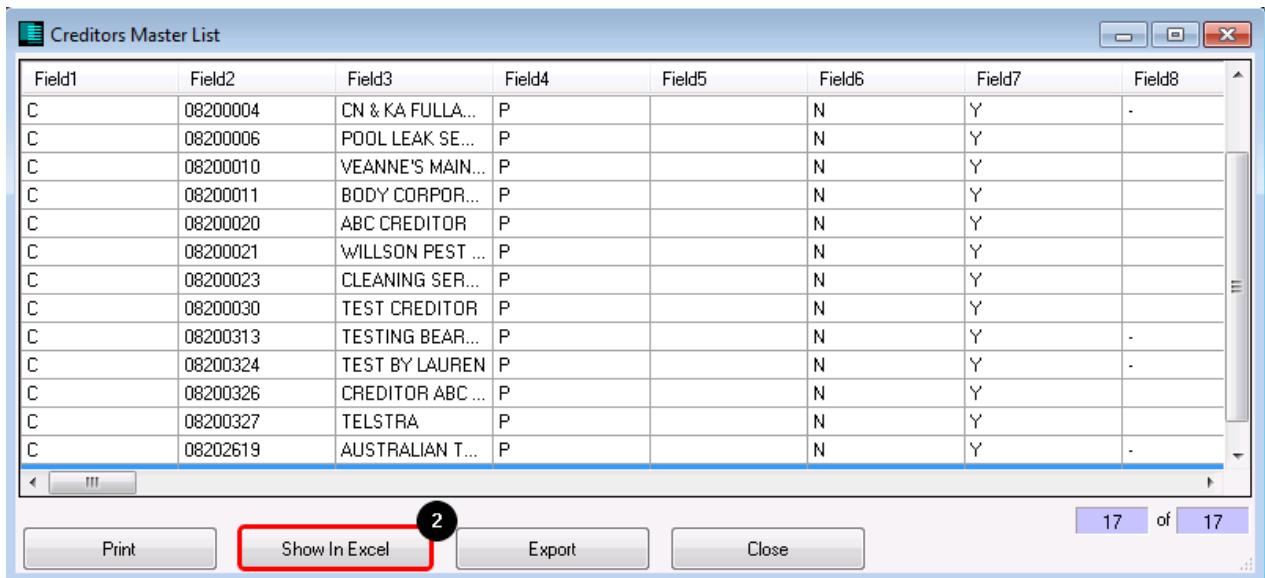 Creditors Master List
Field1 Field2 Field3 Field4 Field5 Field6 Field7 Field8
C 08200004 CN & KA FULLA... P N Y -
C 08200006 POOL LEAK SE... P N Y
C 08200010 VEANNE'S MAIN... P N Y
C 08200011 BODY CORPOR... P N Y
C 08200020 ABC CREDITOR P N Y
C 08200021 WILLSON PEST ... P N Y
C 08200023 CLEANING SER... P N Y
C 08200030 TEST CREDITOR P N Y
C 08200313 TESTING BEAR... P N Y -
C 08200324 TEST BY LAUREN P N Y -
C 08200326 CREDITOR ABC ... P N Y
C 08200327 TELSTRA P N Y
C 08202619 AUSTRALIAN T... P N Y -
2
17 of 17
Print Show In Excel Export Close